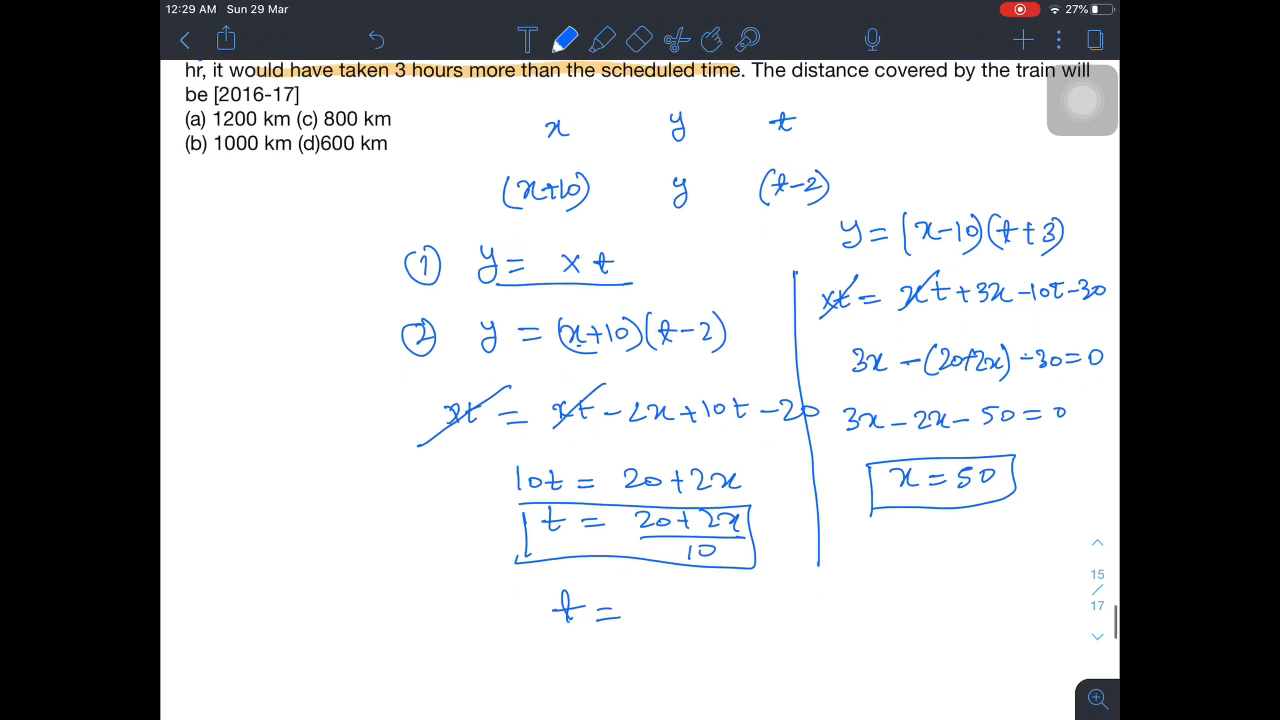 12:29 AM Sun 29 Mar
27%
hr, it would have taken 3 hours more than the scheduled time. The distance covered by the train will
be [2016-17]
(a) 1200 km (c) 800 km
(b) 1000 km (d)600 km
x y t
(x+10) y (t-2)
① y = x t
② y = (x+10)(t-2)
xt = xt - 2x + 10t - 20
10t = 20 + 2x
t = 20+2x
10
t =
y = (x-10)(t+3)
xt = xt + 3x - 10t - 30
3x - (20+2x) - 30 = 0
3x - 2x - 50 = 0
x = 50
15
/
17